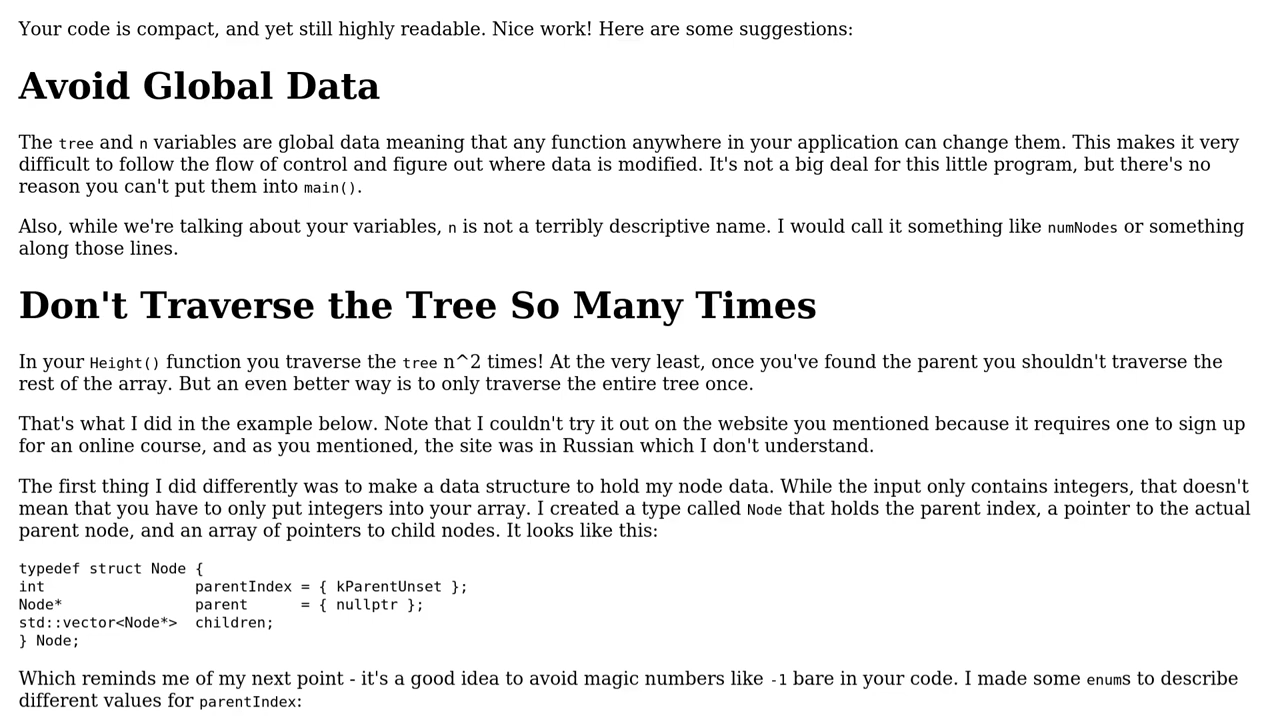 Your code is compact, and yet still highly readable. Nice work! Here are some suggestions:
Avoid Global Data
The tree and n variables are global data meaning that any function anywhere in your application can change them. This makes it very
difficult to follow the flow of control and figure out where data is modified. It's not a big deal for this little program, but there's no
reason you can't put them into main().
Also, while we're talking about your variables, n is not a terribly descriptive name. I would call it something like numNodes or something
along those lines.
Don't Traverse the Tree So Many Times
In your Height() function you traverse the tree n^2 times! At the very least, once you've found the parent you shouldn't traverse the
rest of the array. But an even better way is to only traverse the entire tree once.
That's what I did in the example below. Note that I couldn't try it out on the website you mentioned because it requires one to sign up
for an online course, and as you mentioned, the site was in Russian which I don't understand.
The first thing I did differently was to make a data structure to hold my node data. While the input only contains integers, that doesn't
mean that you have to only put integers into your array. I created a type called Node that holds the parent index, a pointer to the actual
parent node, and an array of pointers to child nodes. It looks like this:
typedef struct Node {
int                 parentIndex = { kParentUnset };
Node*               parent      = { nullptr };
std::vector<Node*>  children;
} Node;
Which reminds me of my next point - it's a good idea to avoid magic numbers like -1 bare in your code. I made some enums to describe
different values for parentIndex: